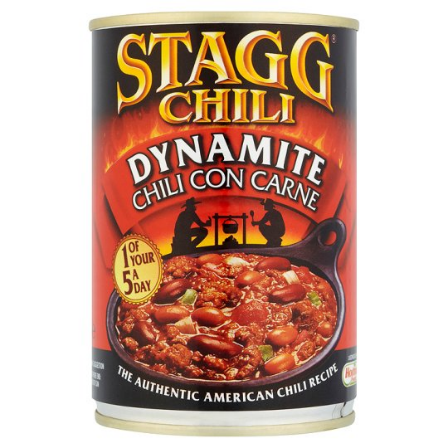 STAGG
CHILI
DYNAMITE
CHILI CON CARNE
1 OF
YOUR
5 A
DAY
THE AUTHENTIC AMERICAN CHILI RECIPE